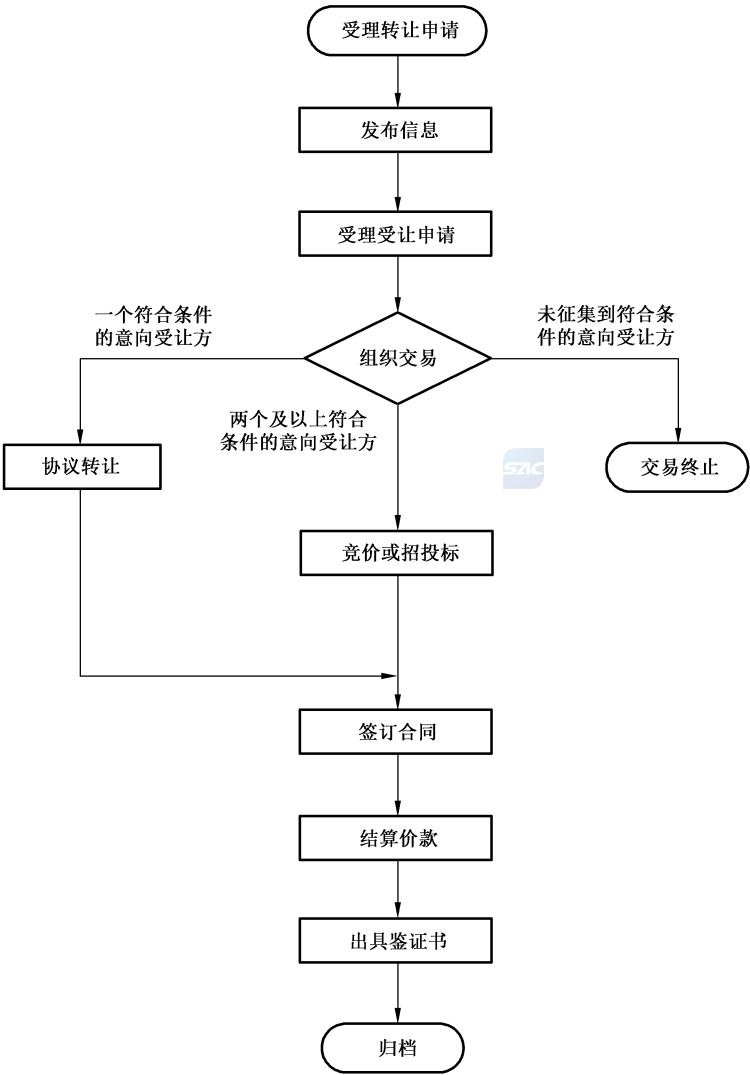 受理转让申请
发布信息
受理受让申请
一个符合条件
的意向受让方
未征集到符合条
件的意向受让方
组织交易
两个及以上符合
条件的意向受让方
协议转让
SAC
交易终止
竞价或招投标
签订合同
结算价款
出具鉴证书
归档